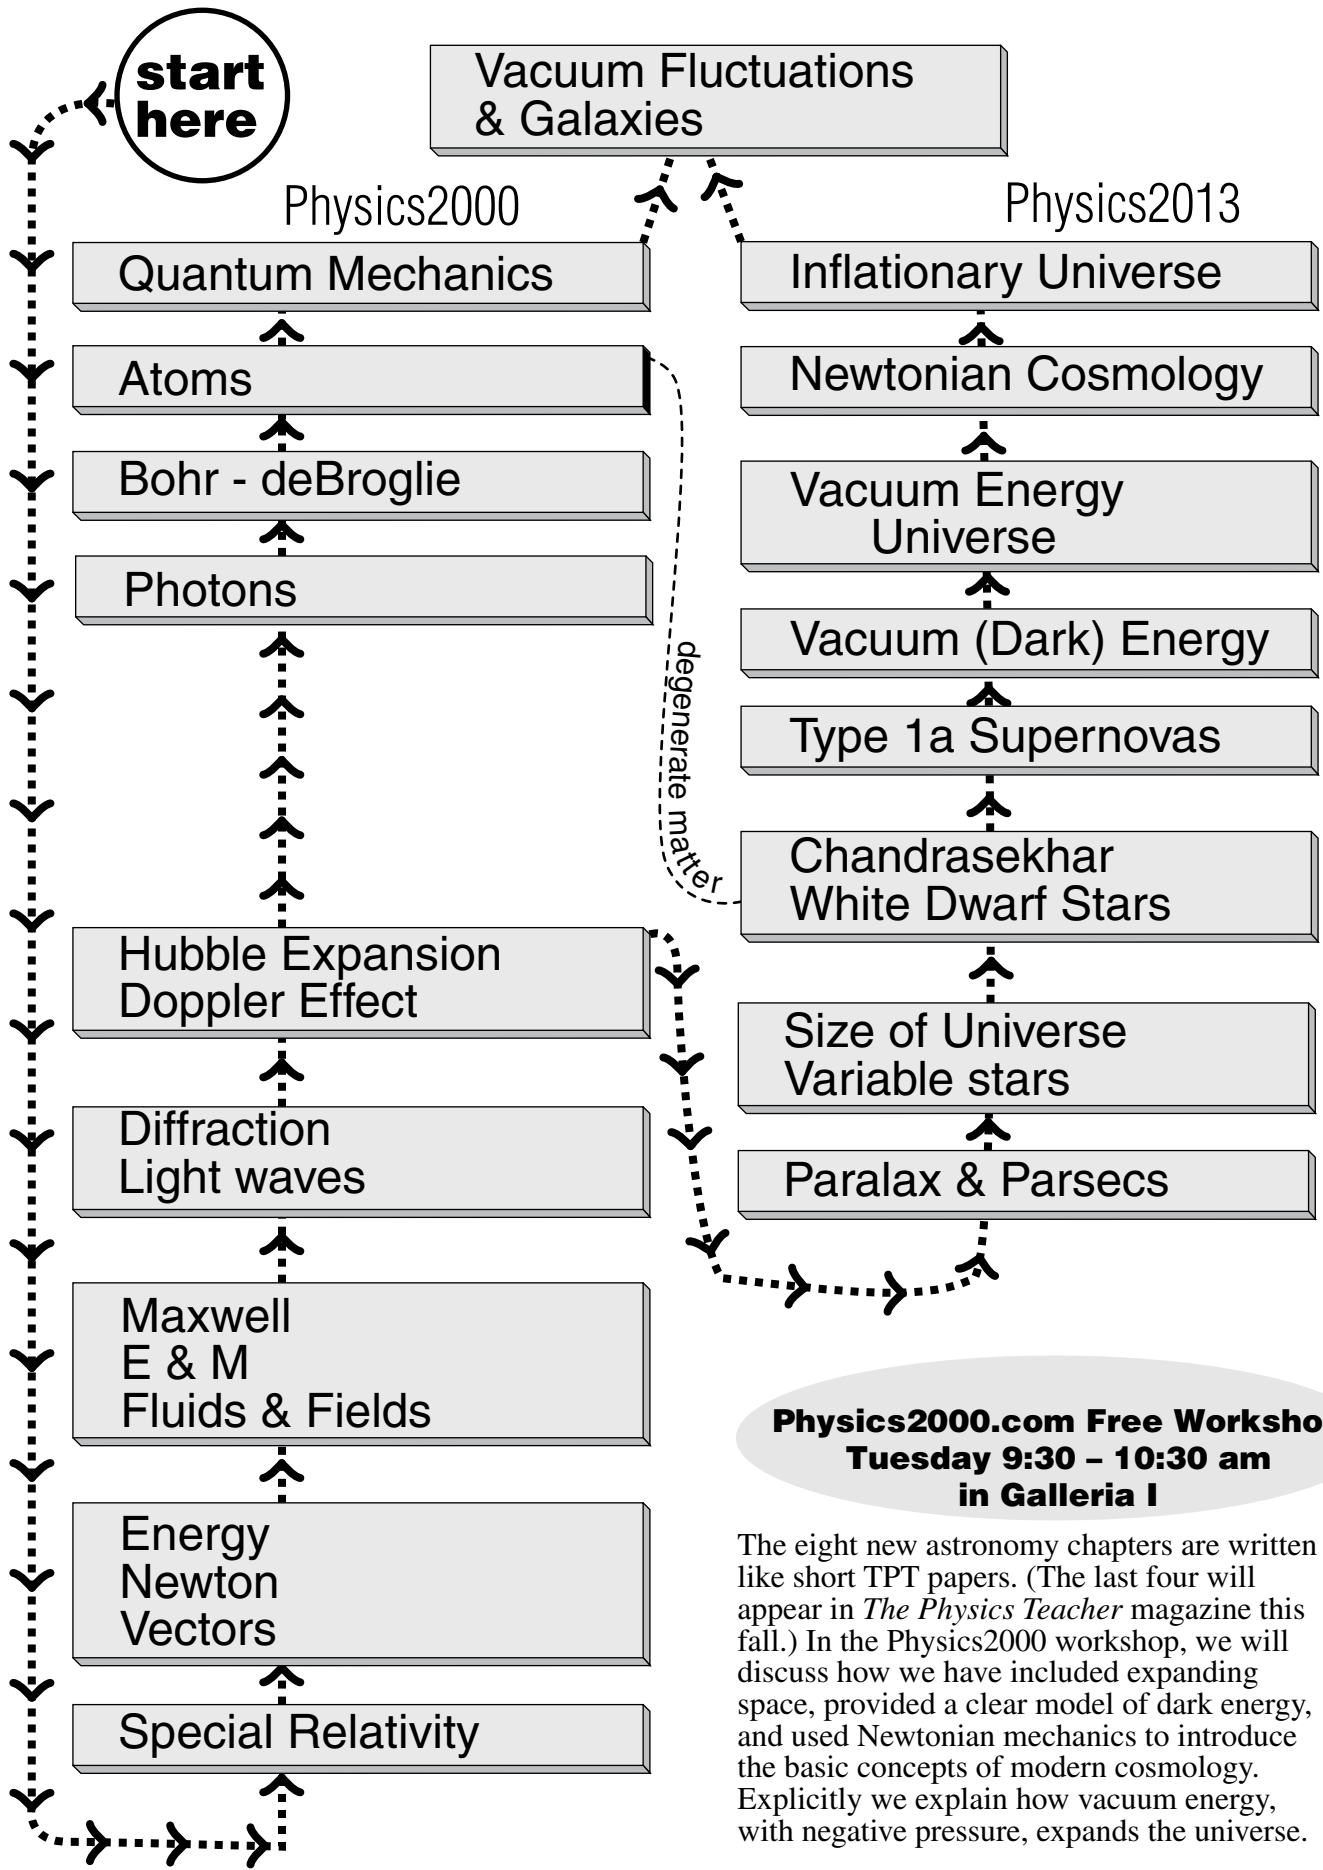 start
here
Vacuum Fluctuations
& Galaxies
Physics2000
Quantum Mechanics
Atoms
Bohr - deBroglie
Photons
degenerate matter
Hubble Expansion
Doppler Effect
Diffraction
Light waves
Maxwell
E & M
Fluids & Fields
Energy
Newton
Vectors
Special Relativity
Physics2013
Inflationary Universe
Newtonian Cosmology
Vacuum Energy
Universe
Vacuum (Dark) Energy
Type 1a Supernovas
Chandrasekhar
White Dwarf Stars
Size of Universe
Variable stars
Paralax & Parsecs
Physics2000.com Free Worksho
Tuesday 9:30 – 10:30 am
in Galleria I
The eight new astronomy chapters are written
like short TPT papers. (The last four will
appear in The Physics Teacher magazine this
fall.) In the Physics2000 workshop, we will
discuss how we have included expanding
space, provided a clear model of dark energy,
and used Newtonian mechanics to introduce
the basic concepts of modern cosmology.
Explicitly we explain how vacuum energy,
with negative pressure, expands the universe.